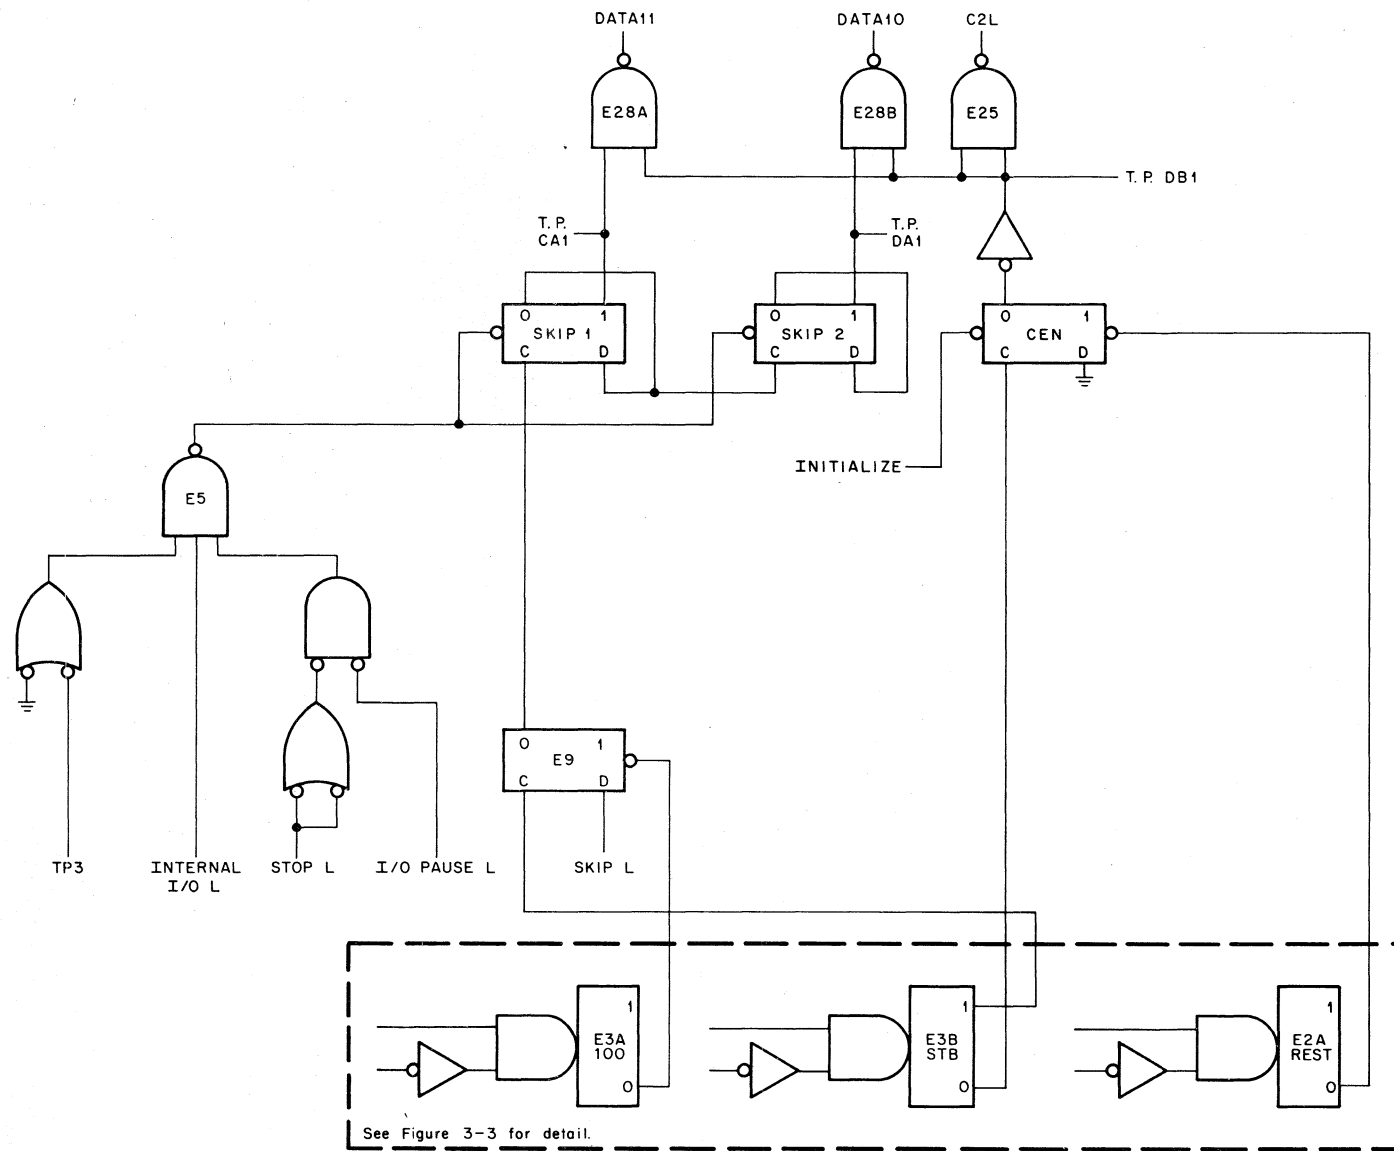 DATA11
DATA10
C2L
E28A
E28B
E25
T.P. DB1
T.P.
CA1
T.P.
DA1
0 1
SKIP 1
C D
0 1
SKIP 2
C D
0 1
CEN
C D
INITIALIZE
E5
0 1
E9
C D
TP3
INTERNAL
I/O L
STOP L
I/O PAUSE L
SKIP L
1
E3A
100
0
1
E3B
STB
0
1
E2A
REST
0
See Figure 3-3 for detail.